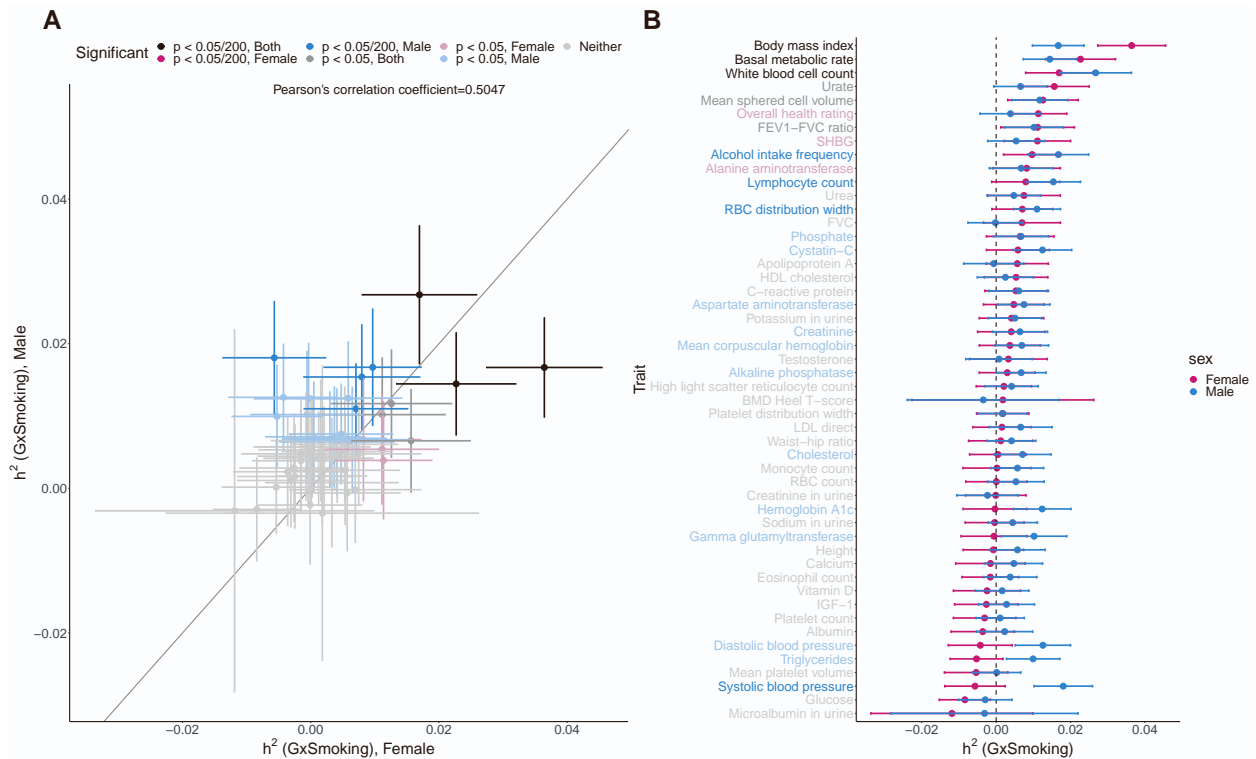 A
Significant
p < 0.05/200, Both
p < 0.05/200, Male
p < 0.05, Female
Neither
p < 0.05/200, Female
p < 0.05, Both
p < 0.05, Male
Pearson's correlation coefficient=0.5047
h² (GxSmoking), Male
0.04
0.02
0.00
−0.02
−0.02
0.00
0.02
0.04
h² (GxSmoking), Female
B
Trait
Body mass index
Basal metabolic rate
White blood cell count
Urate
Mean sphered cell volume
Overall health rating
FEV1−FVC ratio
SHBG
Alcohol intake frequency
Alanine aminotransferase
Lymphocyte count
Urea
RBC distribution width
FVC
Phosphate
Cystatin−C
Apolipoprotein A
HDL cholesterol
C−reactive protein
Aspartate aminotransferase
Potassium in urine
Creatinine
Mean corpuscular hemoglobin
Testosterone
Alkaline phosphatase
High light scatter reticulocyte count
BMD Heel T−score
Platelet distribution width
LDL direct
Waist−hip ratio
Cholesterol
Monocyte count
RBC count
Creatinine in urine
Hemoglobin A1c
Sodium in urine
Gamma glutamyltransferase
Height
Calcium
Eosinophil count
Vitamin D
IGF−1
Platelet count
Albumin
Diastolic blood pressure
Triglycerides
Mean platelet volume
Systolic blood pressure
Glucose
Microalbumin in urine
−0.02
0.00
0.02
0.04
h² (GxSmoking)
sex
Female
Male